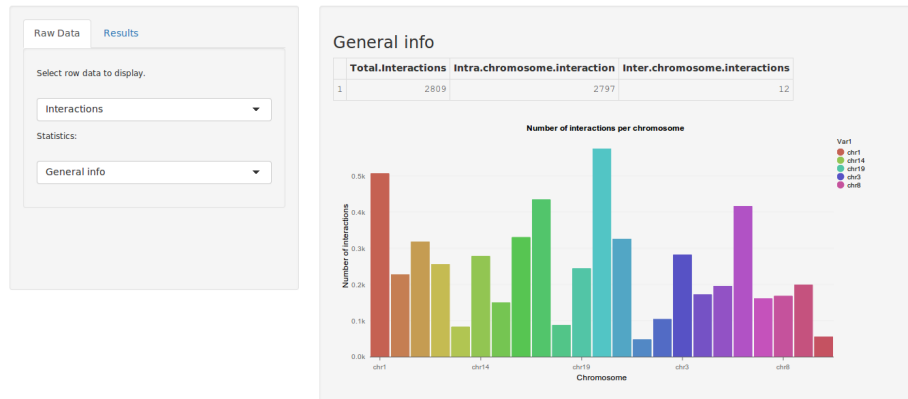 Raw Data Results
Select row data to display.
Interactions
Statistics:
General info
General info
Total.Interactions Intra.chromosome.interaction Inter.chromosome.interactions
1 2809 2797 12
Number of interactions per chromosome
Var1
chr1
chr14
chr19
chr3
chr8
Number of interactions
0.5k
0.4k
0.3k
0.2k
0.1k
0.0k
chr1 chr14 chr19 chr3 chr8
Chromosome